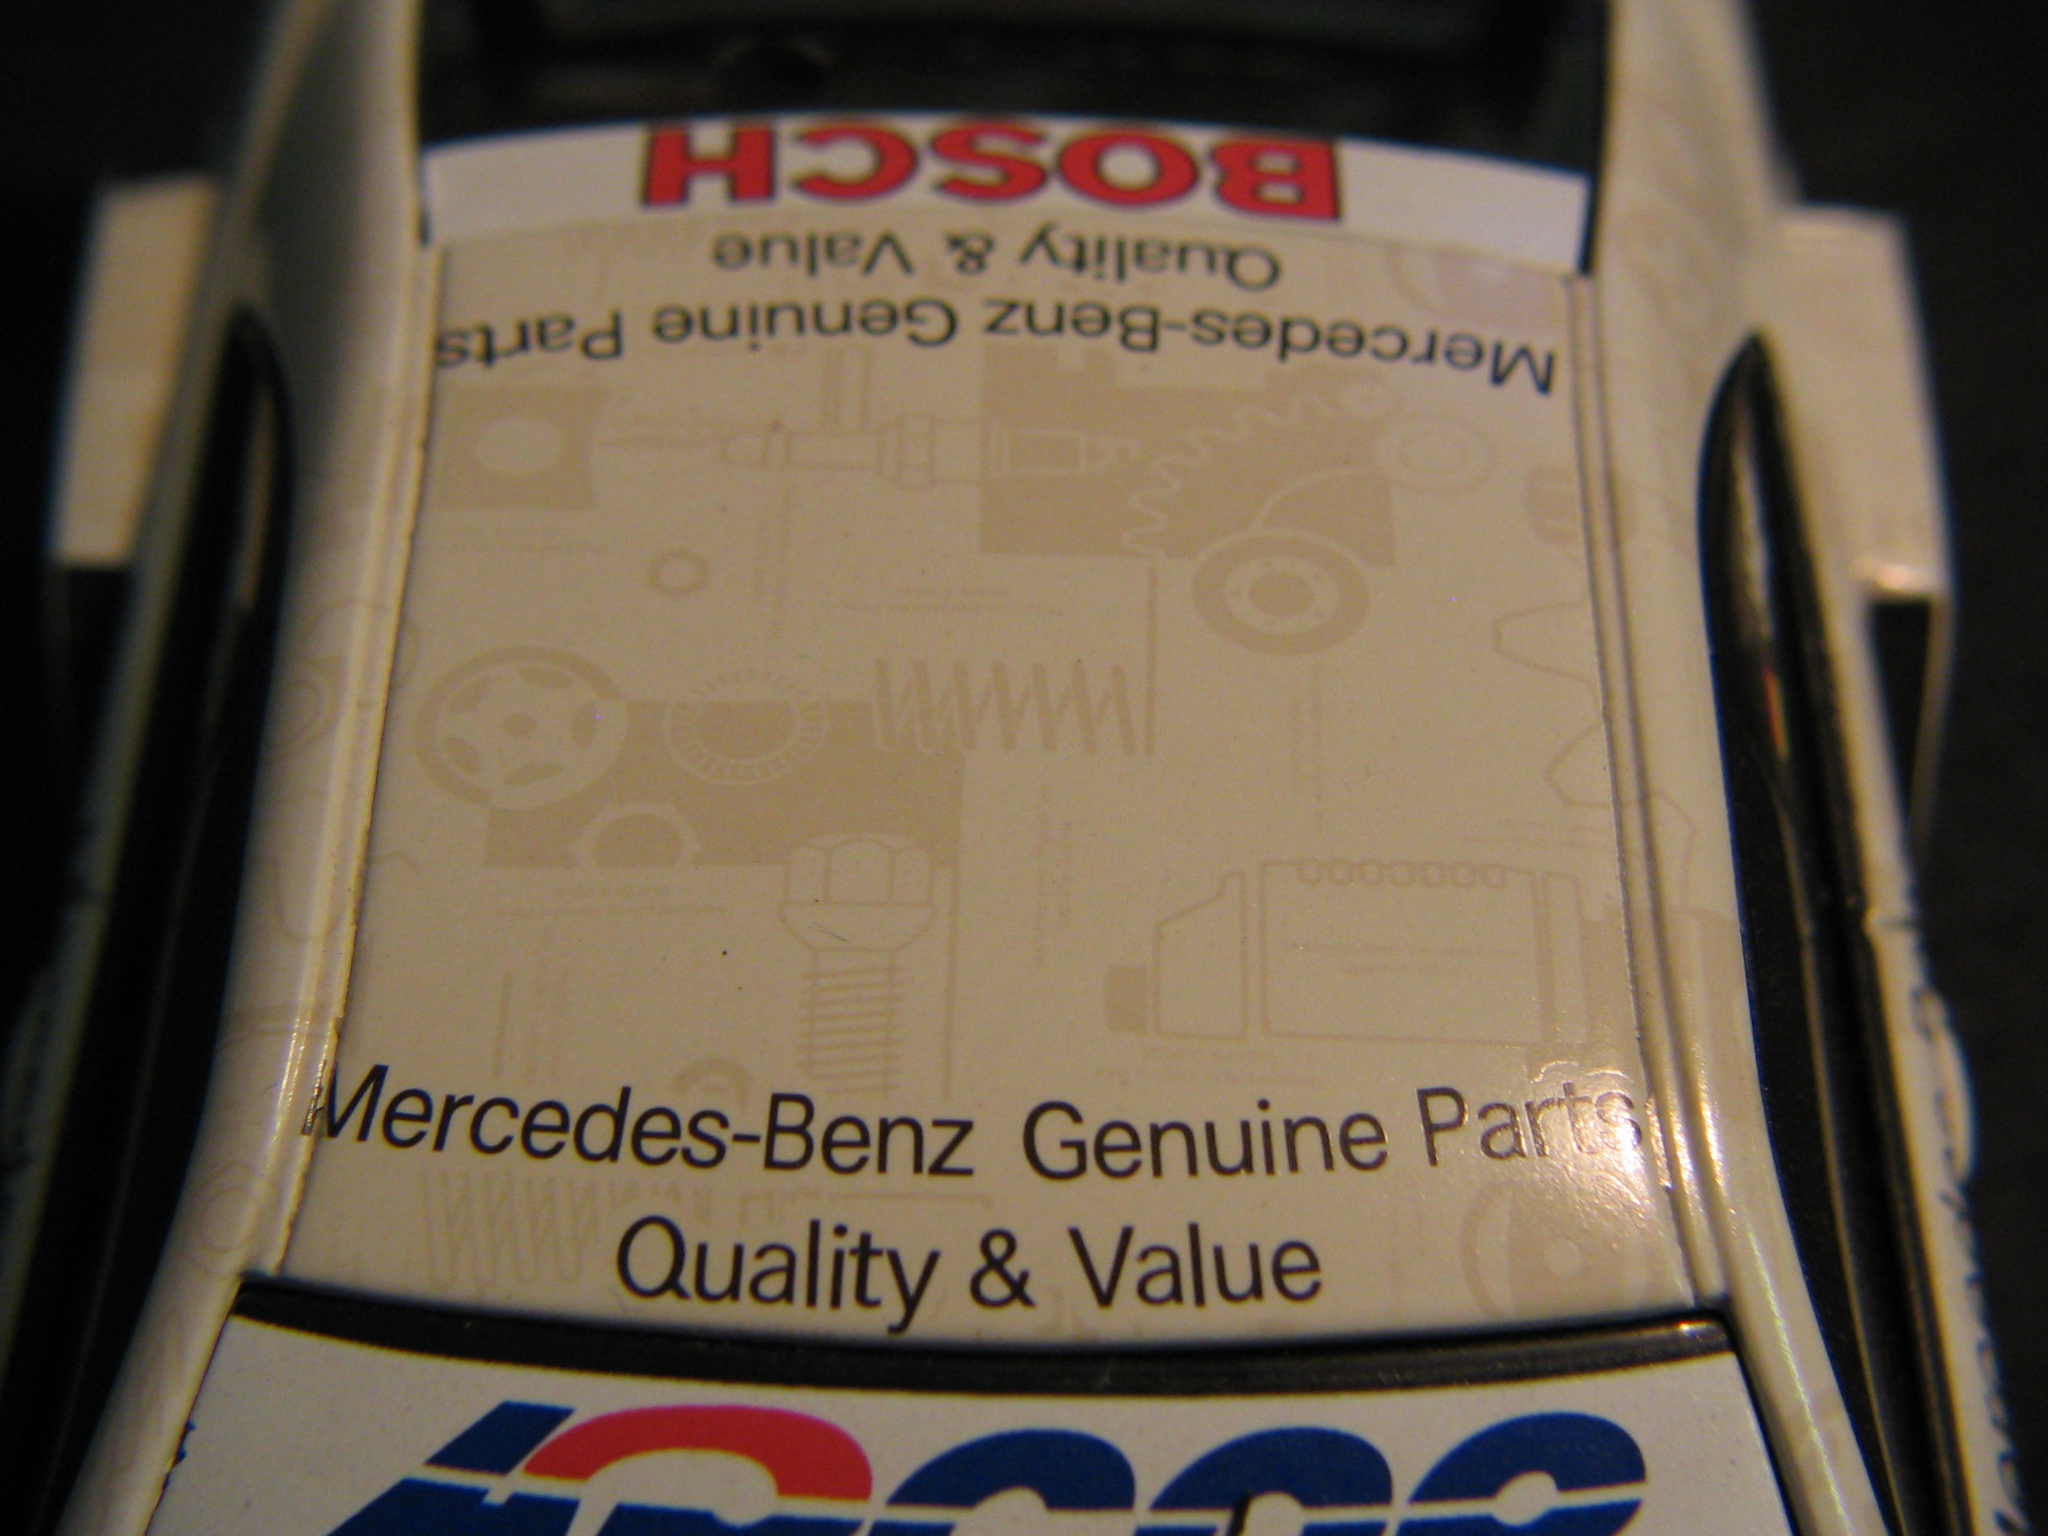 BOSCH
Quality & Value
Mercedes-Benz Genuine Parts
Mercedes-Benz Genuine Parts
Quality & Value